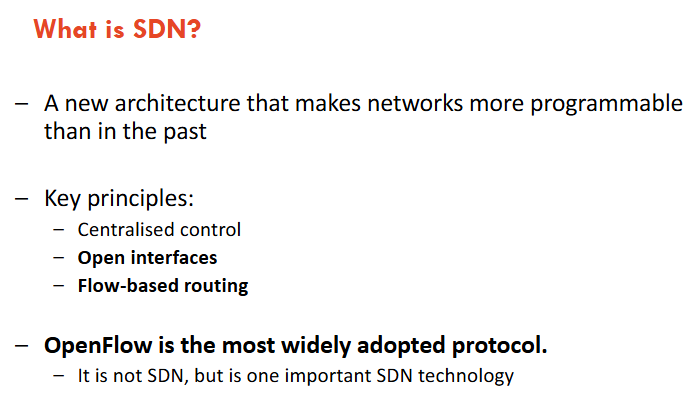 What is SDN?
– A new architecture that makes networks more programmable
than in the past
– Key principles:
– Centralised control
– Open interfaces
– Flow-based routing
– OpenFlow is the most widely adopted protocol.
– It is not SDN, but is one important SDN technology